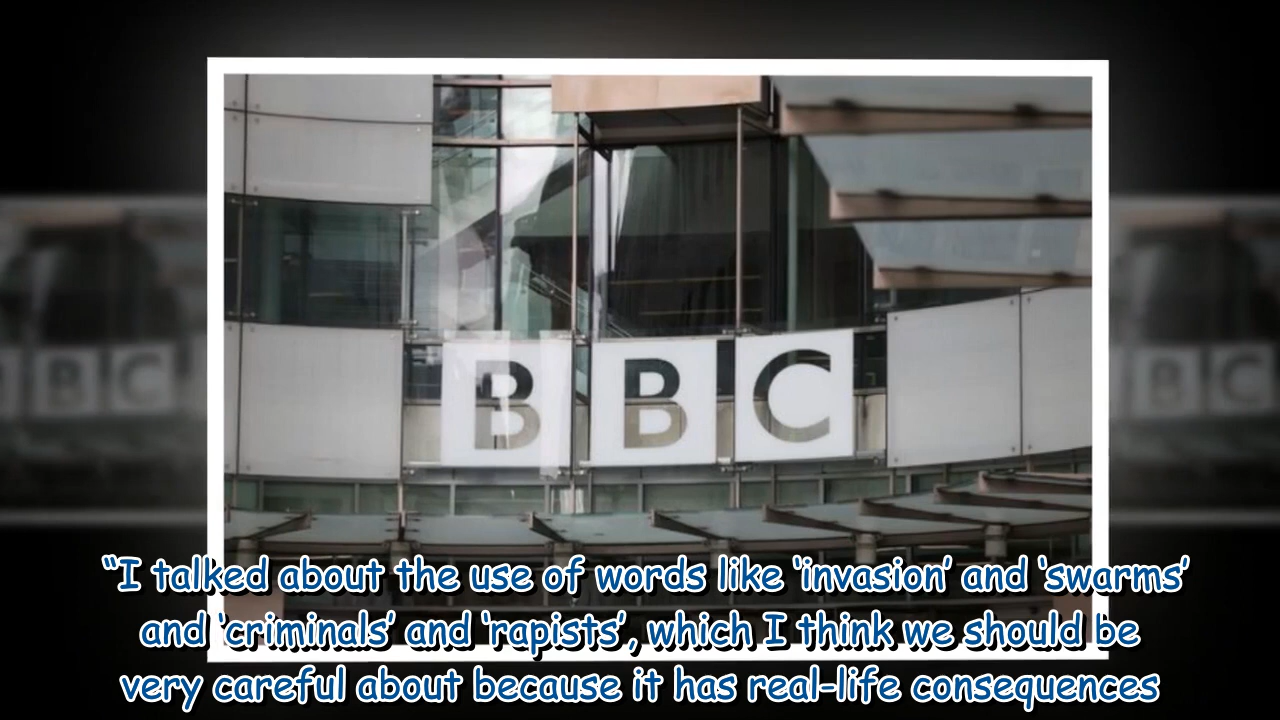 BBC
“I talked about the use of words like ‘invasion’ and ‘swarms’
and ‘criminals’ and ‘rapists’, which I think we should be
very careful about because it has real-life consequences